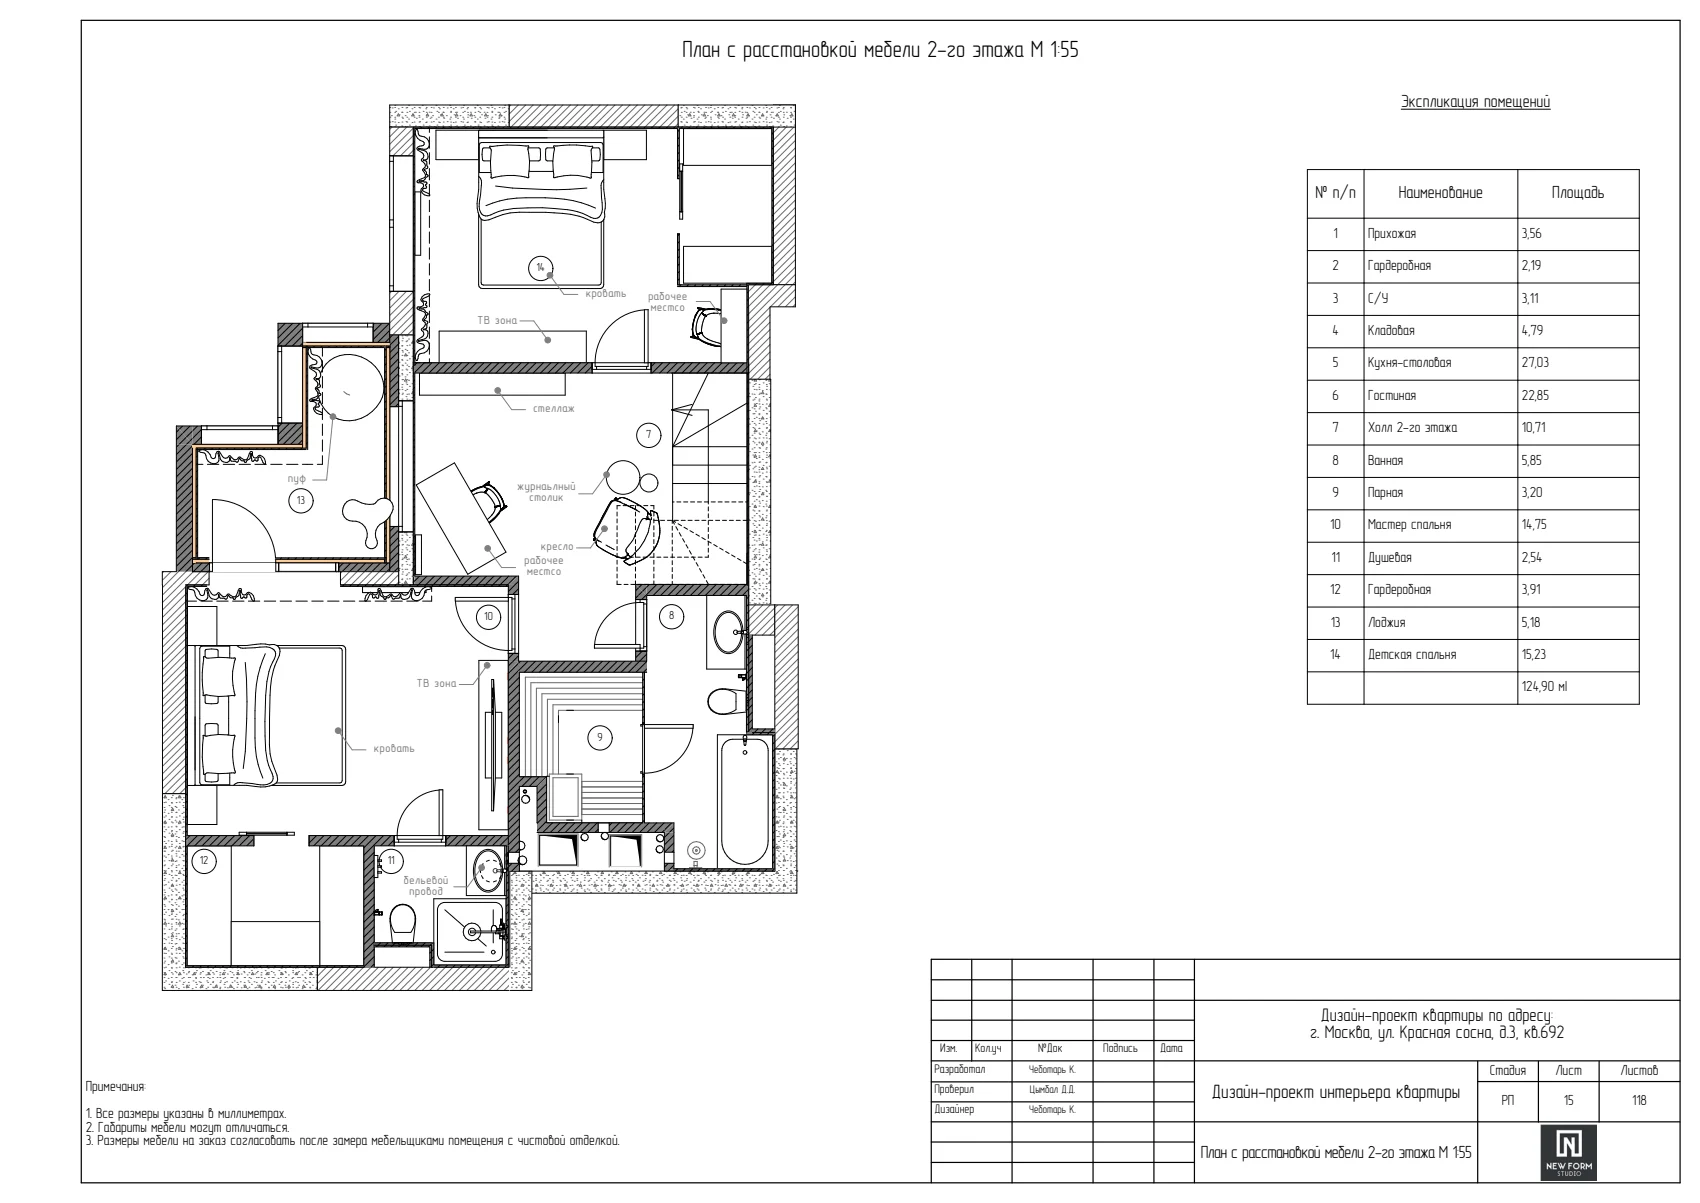 План с расстановкой мебели 2-го этажа М 1:55
Экспликация помещений
№ п/п Наименование Площадь
1 Прихожая 3,56
2 Гардеробная 2,19
3 С/У 3,11
4 Кладовая 4,79
5 Кухня-столовая 27,03
6 Гостиная 22,85
7 Холл 2-го этажа 10,71
8 Ванная 5,85
9 Парная 3,20
10 Мастер спальня 14,75
11 Душевая 2,54
12 Гардеробная 3,91
13 Лоджия 5,18
14 Детская спальня 15,23
124,90 м²
14
кровать
рабочее
местсо
ТВ зона
стеллаж
7
пуф
13
журнаьлный
столик
кресло
рабочее
местсо
10
8
ТВ зона
кровать
9
12
11
бельевой
провод
Примечания:
1. Все размеры указаны в миллиметрах.
2. Габариты мебели могут отличаться.
3. Размеры мебели на заказ согласовать после замера мебельщиками помещения с чистовой отделкой.
Дизайн-проект квартиры по адресу:
г. Москва, ул. Красная сосна, д.3, кв.692
Изм. Кол.уч №Док Подпись Дата
Разработал Чеботарь К.
Проверил Цымбал Д.Д.
Дизайнер Чеботарь К.
Дизайн-проект интерьера квартиры
Стадия Лист Листов
РП 15 118
План с расстановкой мебели 2-го этажа М 1:55
NEW FORM
STUDIO